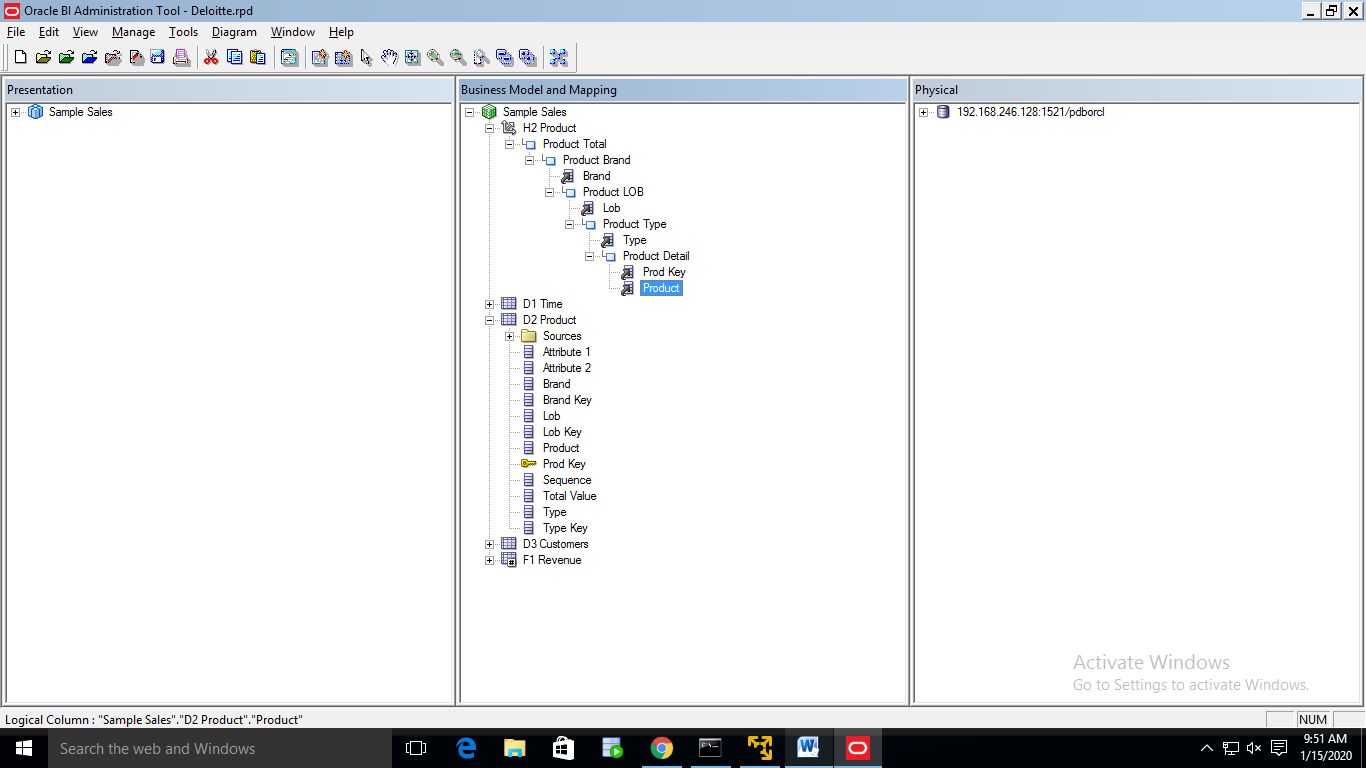 Oracle BI Administration Tool - Deloitte.rpd
File Edit View Manage Tools Diagram Window Help
Presentation
Sample Sales
Business Model and Mapping
Sample Sales
H2 Product
Product Total
Product Brand
Brand
Product LOB
Lob
Product Type
Type
Product Detail
Prod Key
Product
D1 Time
D2 Product
Sources
Attribute 1
Attribute 2
Brand
Brand Key
Lob
Lob Key
Product
Prod Key
Sequence
Total Value
Type
Type Key
D3 Customers
F1 Revenue
Physical
192.168.246.128:1521/pdborcl
Activate Windows
Go to Settings to activate Windows.
Logical Column : "Sample Sales"."D2 Product"."Product"
NUM
Search the web and Windows
9:51 AM
1/15/2020